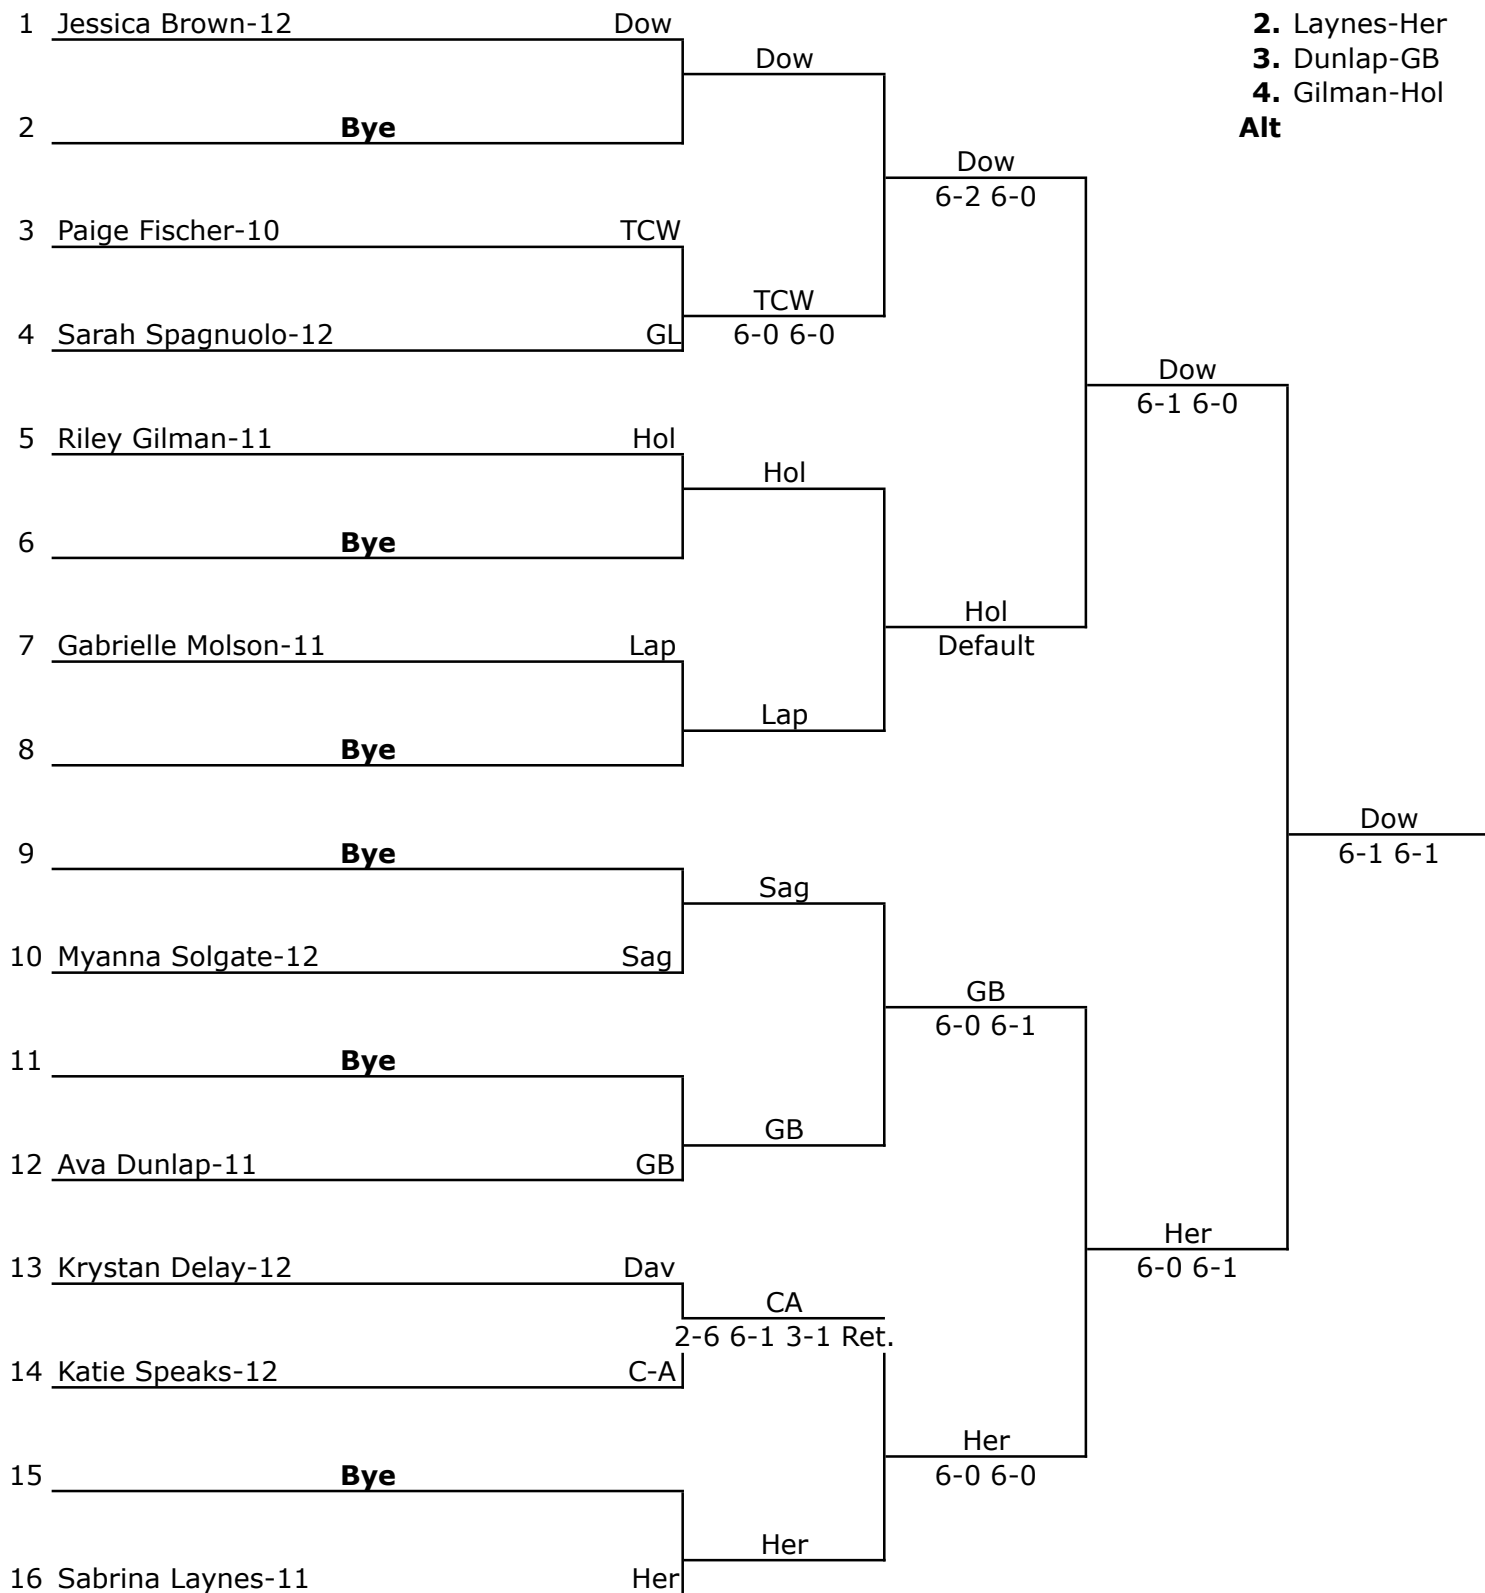 1 Jessica Brown-12 Dow
2. Laynes-Her
Dow
3. Dunlap-GB
4. Gilman-Hol
2 Bye
Alt
Dow
6-2 6-0
3 Paige Fischer-10 TCW
TCW
4 Sarah Spagnuolo-12 GL
6-0 6-0
Dow
6-1 6-0
5 Riley Gilman-11 Hol
Hol
6 Bye
Hol
Default
7 Gabrielle Molson-11 Lap
Lap
8 Bye
Dow
6-1 6-1
9 Bye
Sag
10 Myanna Solgate-12 Sag
GB
6-0 6-1
11 Bye
GB
12 Ava Dunlap-11 GB
Her
6-0 6-1
13 Krystan Delay-12 Dav
CA
2-6 6-1 3-1 Ret.
14 Katie Speaks-12 C-A
Her
6-0 6-0
15 Bye
Her
16 Sabrina Laynes-11 Her